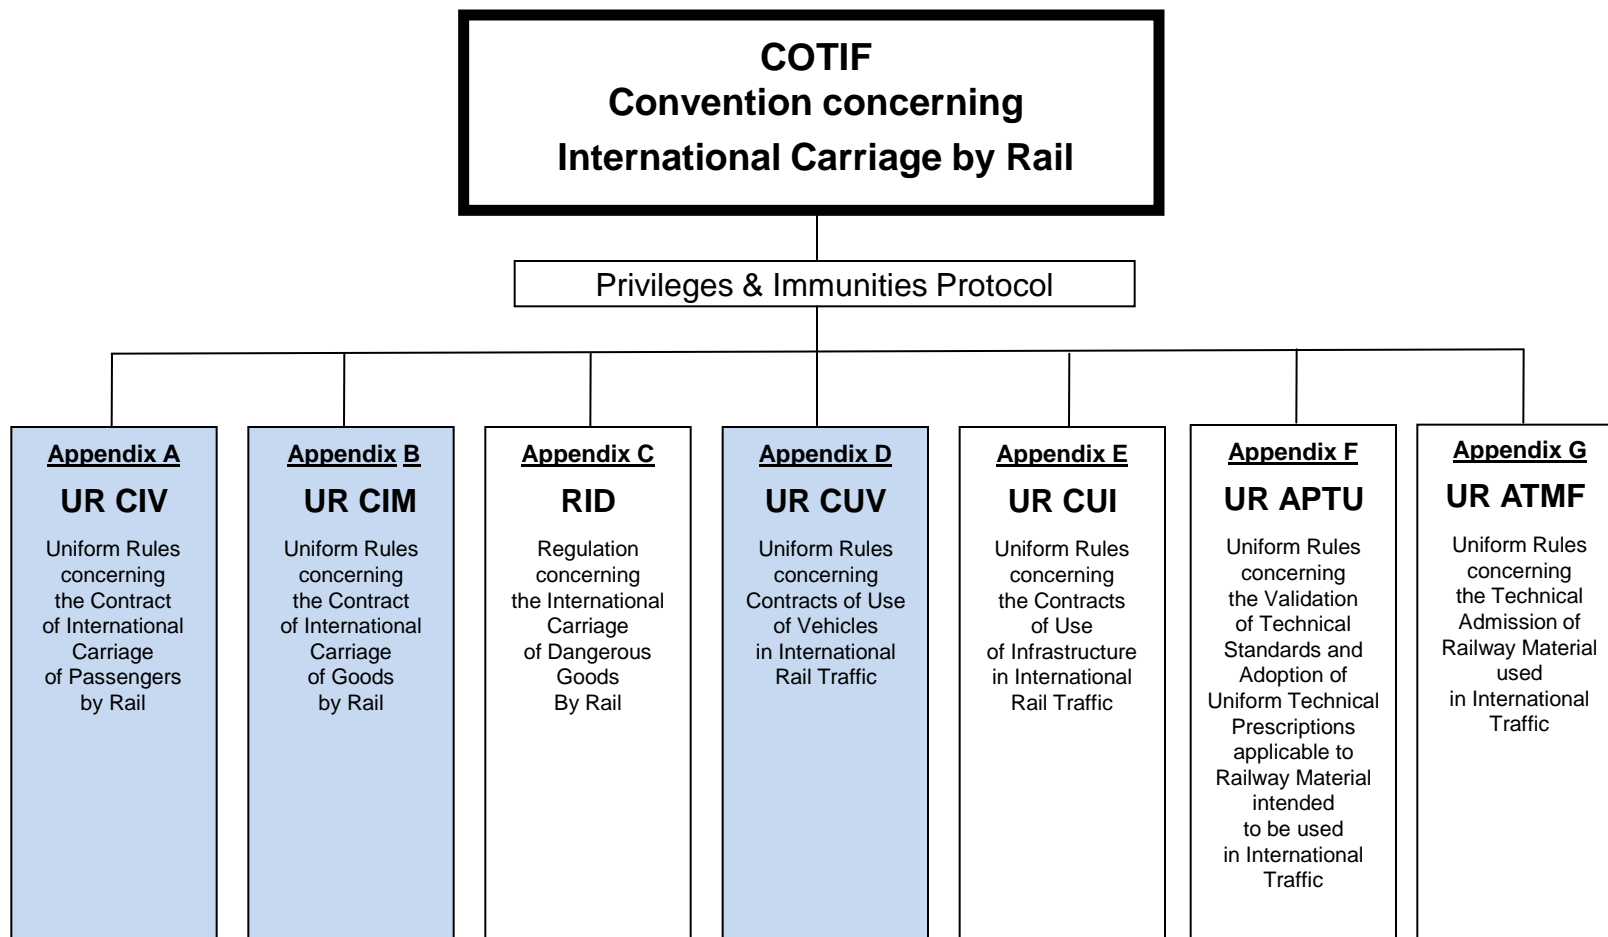 COTIF
Convention concerning
International Carriage by Rail
Privileges & Immunities Protocol
Appendix A
UR CIV
Uniform Rules
concerning
the Contract
of International
Carriage
of Passengers
by Rail
Appendix B
UR CIM
Uniform Rules
concerning
the Contract
of International
Carriage
of Goods
by Rail
Appendix C
RID
Regulation
concerning
the International
Carriage
of Dangerous
Goods
By Rail
Appendix D
UR CUV
Uniform Rules
concerning
Contracts of Use
of Vehicles
in International
Rail Traffic
Appendix E
UR CUI
Uniform Rules
concerning
the Contracts
of Use
of Infrastructure
in International
Rail Traffic
Appendix F
UR APTU
Uniform Rules
concerning
the Validation
of Technical
Standards and
Adoption of
Uniform Technical
Prescriptions
applicable to
Railway Material
intended
to be used
in International
Traffic
Appendix G
UR ATMF
Uniform Rules
concerning
the Technical
Admission of
Railway Material
used
in International
Traffic